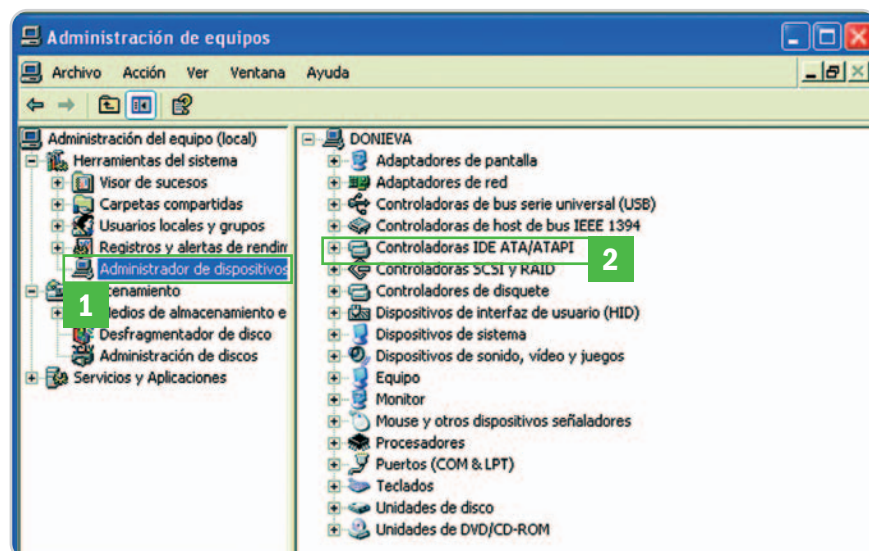 Administración de equipos
Archivo Acción Ver Ventana Ayuda
Administración del equipo (local)
Herramientas del sistema
Visor de sucesos
Carpetas compartidas
Usuarios locales y grupos
Registros y alertas de rendim
Administrador de dispositivos
1
cenamiento
edios de almacenamiento e
Desfragmentador de disco
Administración de discos
Servicios y Aplicaciones
DONIEVA
Adaptadores de pantalla
Adaptadores de red
Controladoras de bus serie universal (USB)
Controladoras de host de bus IEEE 1394
Controladoras IDE ATA/ATAPI
2
Controladoras SCSI y RAID
Controladores de disquete
Dispositivos de interfaz de usuario (HID)
Dispositivos de sistema
Dispositivos de sonido, vídeo y juegos
Equipo
Monitor
Mouse y otros dispositivos señaladores
Procesadores
Puertos (COM & LPT)
Teclados
Unidades de disco
Unidades de DVD/CD-ROM